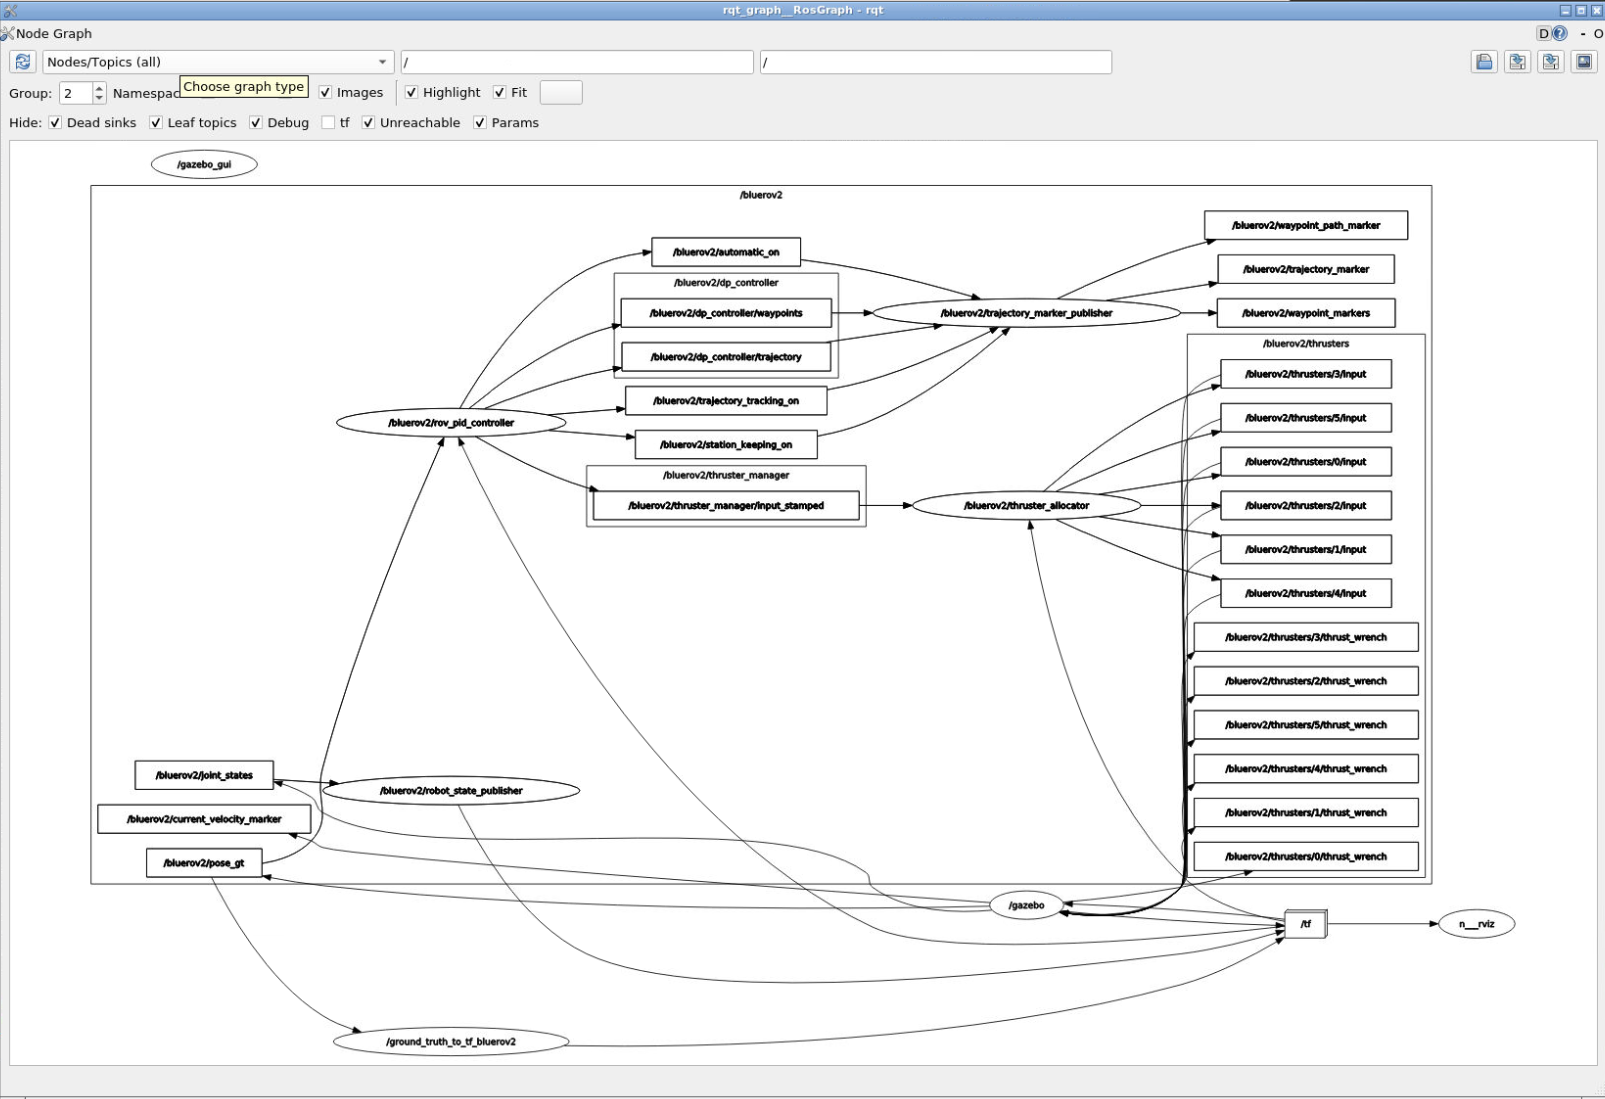 rqt_graph__RosGraph - rqt
Node Graph
D
- O
Nodes/Topics (all)
/
/
Choose graph type
Group: 2 Namespac
Images
Highlight
Fit
Hide: Dead sinks Leaf topics Debug tf Unreachable Params
/gazebo_gui
/bluerov2
/bluerov2/waypoint_path_marker
/bluerov2/automatic_on
/bluerov2/trajectory_marker
/bluerov2/dp_controller
/bluerov2/dp_controller/waypoints
/bluerov2/trajectory_marker_publisher
/bluerov2/waypoint_markers
/bluerov2/thrusters
/bluerov2/dp_controller/trajectory
/bluerov2/thrusters/3/input
/bluerov2/trajectory_tracking_on
/bluerov2/thrusters/5/input
/bluerov2/rov_pid_controller
/bluerov2/station_keeping_on
/bluerov2/thrusters/0/input
/bluerov2/thruster_manager
/bluerov2/thruster_manager/input_stamped
/bluerov2/thruster_allocator
/bluerov2/thrusters/2/input
/bluerov2/thrusters/1/input
/bluerov2/thrusters/4/input
/bluerov2/thrusters/3/thrust_wrench
/bluerov2/thrusters/2/thrust_wrench
/bluerov2/thrusters/5/thrust_wrench
/bluerov2/thrusters/4/thrust_wrench
/bluerov2/joint_states
/bluerov2/robot_state_publisher
/bluerov2/thrusters/1/thrust_wrench
/bluerov2/current_velocity_marker
/bluerov2/thrusters/0/thrust_wrench
/bluerov2/pose_gt
/gazebo
/tf
n___rviz
/ground_truth_to_tf_bluerov2